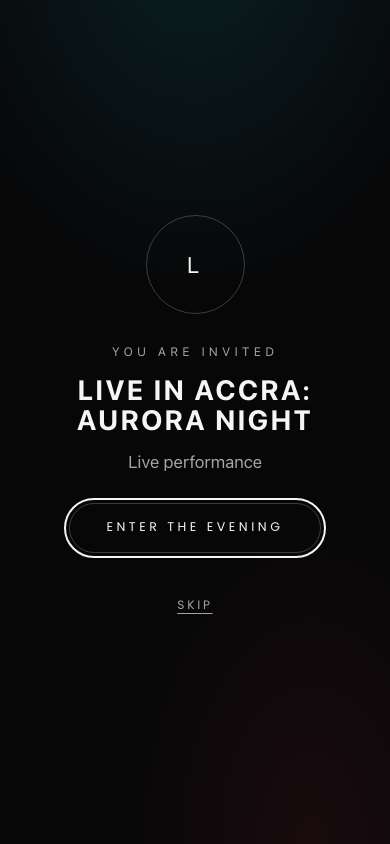 L
YOU ARE INVITED
LIVE IN ACCRA:
AURORA NIGHT
Live performance
ENTER THE EVENING
SKIP